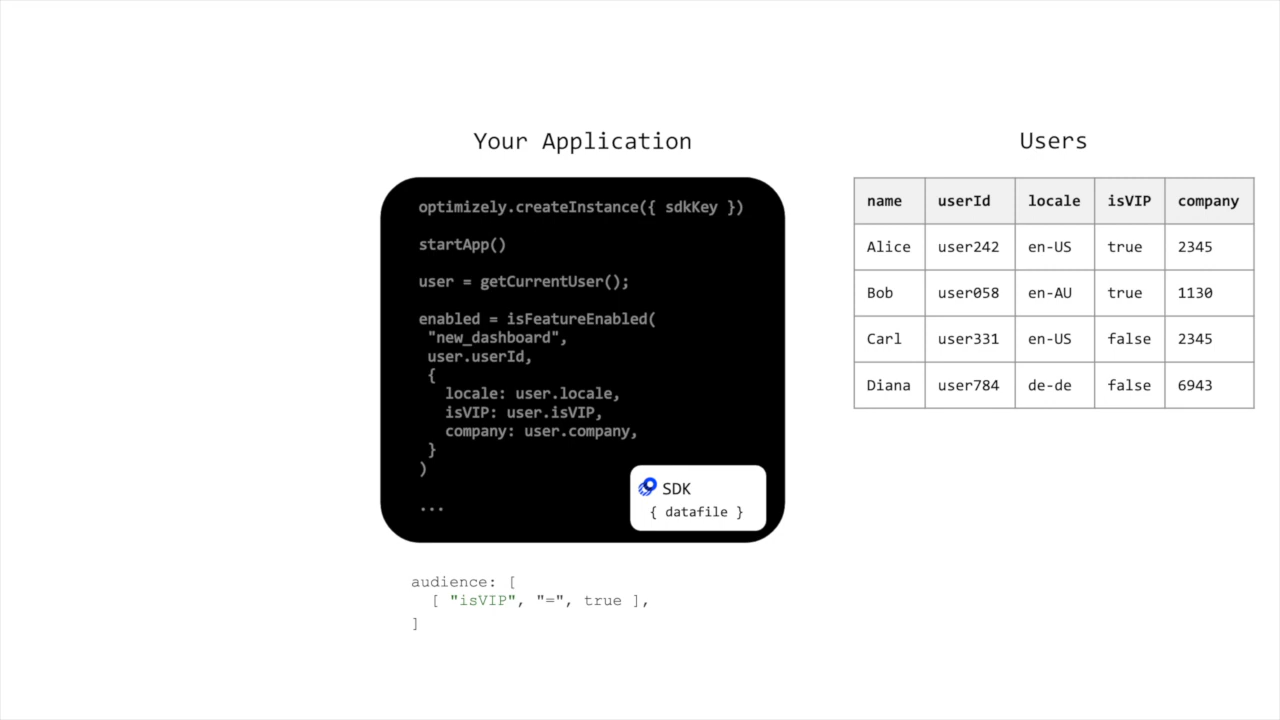 Your Application
optimizely.createInstance({ sdkKey })
startApp()
user = getCurrentUser();
enabled = isFeatureEnabled(
"new_dashboard",
user.userId,
{
locale: user.locale,
isVIP: user.isVIP,
company: user.company,
}
)
...
SDK
{ datafile }
audience: [
[ "isVIP", "=", true ],
]
Users
name userId locale isVIP company
Alice user242 en-US true 2345
Bob user058 en-AU true 1130
Carl user331 en-US false 2345
Diana user784 de-de false 6943